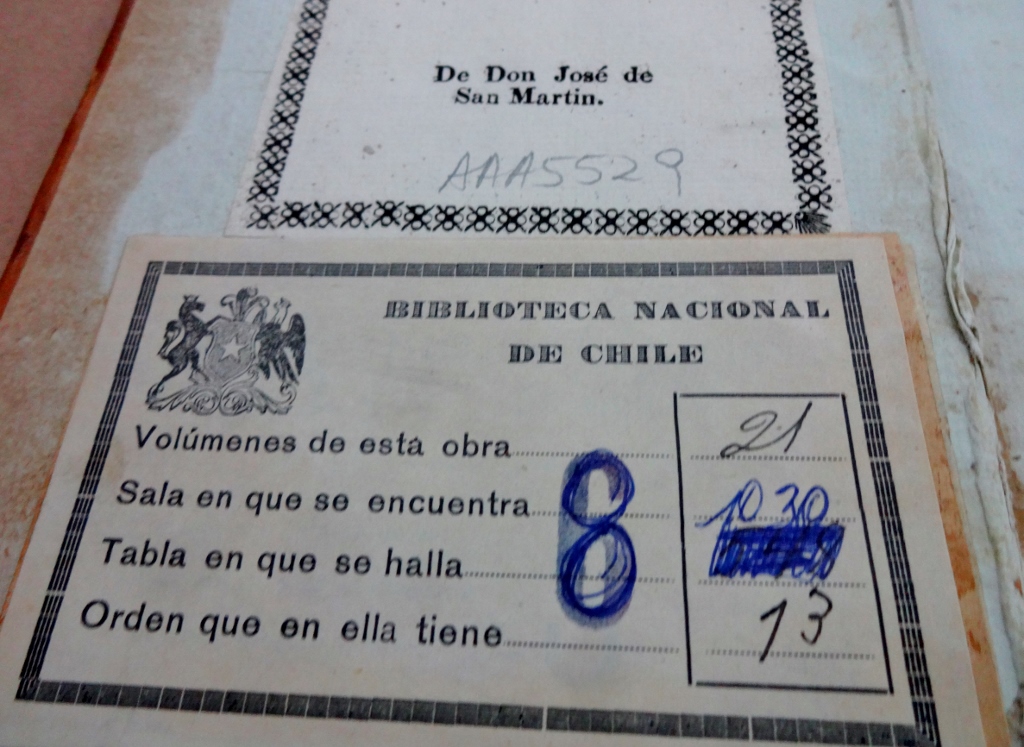 De Don José de
San Martin.
AAA5529
BIBLIOTECA NACIONAL
DE CHILE
Volúmenes de esta obra 21
Sala en que se encuentra 1030
8
Tabla en que se halla
Orden que en ella tiene 13